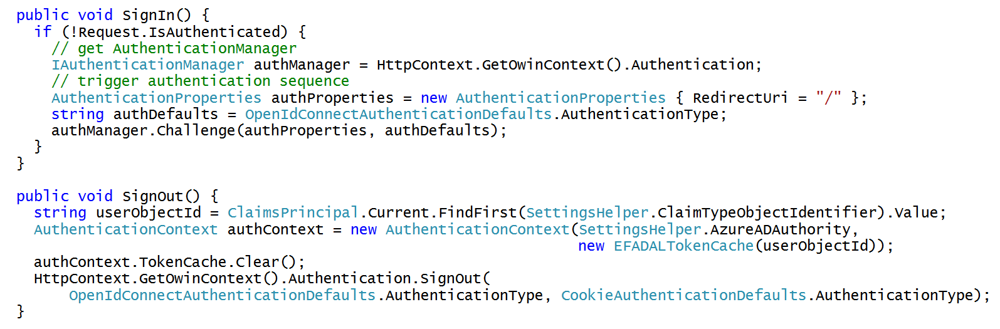 public void SignIn() {
  if (!Request.IsAuthenticated) {
    // get AuthenticationManager
    IAuthenticationManager authManager = HttpContext.GetOwinContext().Authentication;
    // trigger authentication sequence
    AuthenticationProperties authProperties = new AuthenticationProperties { RedirectUri = "/" };
    string authDefaults = OpenIdConnectAuthenticationDefaults.AuthenticationType;
    authManager.Challenge(authProperties, authDefaults);
  }
}

public void SignOut() {
  string userObjectId = ClaimsPrincipal.Current.FindFirst(SettingsHelper.ClaimTypeObjectIdentifier).Value;
  AuthenticationContext authContext = new AuthenticationContext(SettingsHelper.AzureADAuthority,
                                                                new EFADALTokenCache(userObjectId));
  authContext.TokenCache.Clear();
  HttpContext.GetOwinContext().Authentication.SignOut(
      OpenIdConnectAuthenticationDefaults.AuthenticationType, CookieAuthenticationDefaults.AuthenticationType);
}